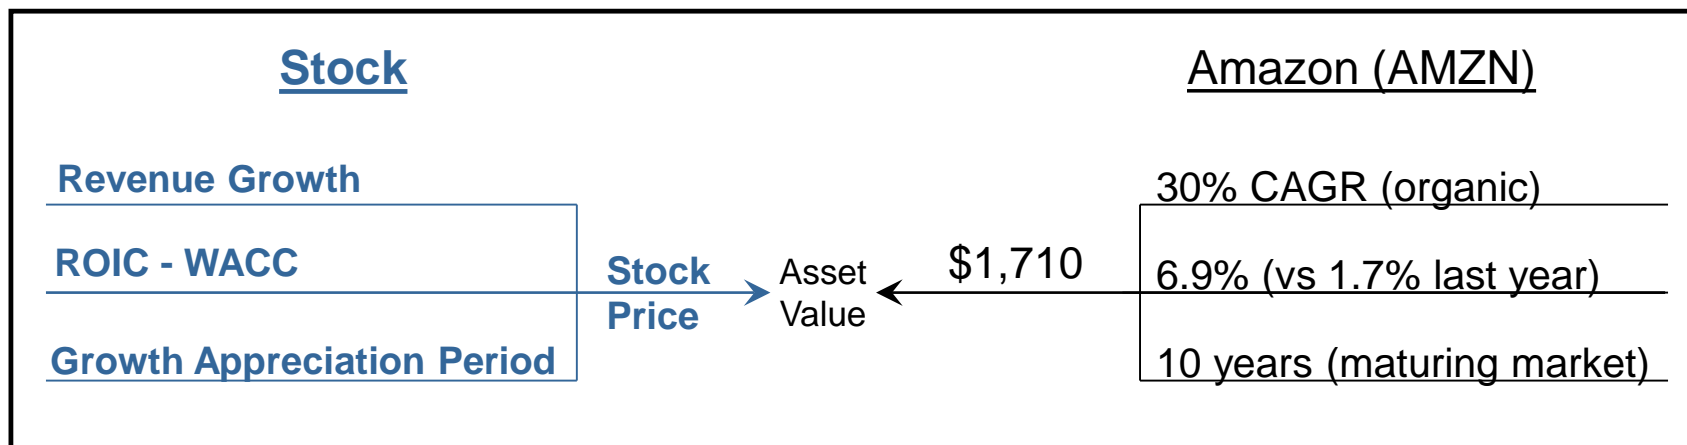 Stock
Amazon (AMZN)
Revenue Growth
ROIC - WACC
Growth Appreciation Period
Stock
Price
Asset
Value
$1,710
30% CAGR (organic)
6.9% (vs 1.7% last year)
10 years (maturing market)